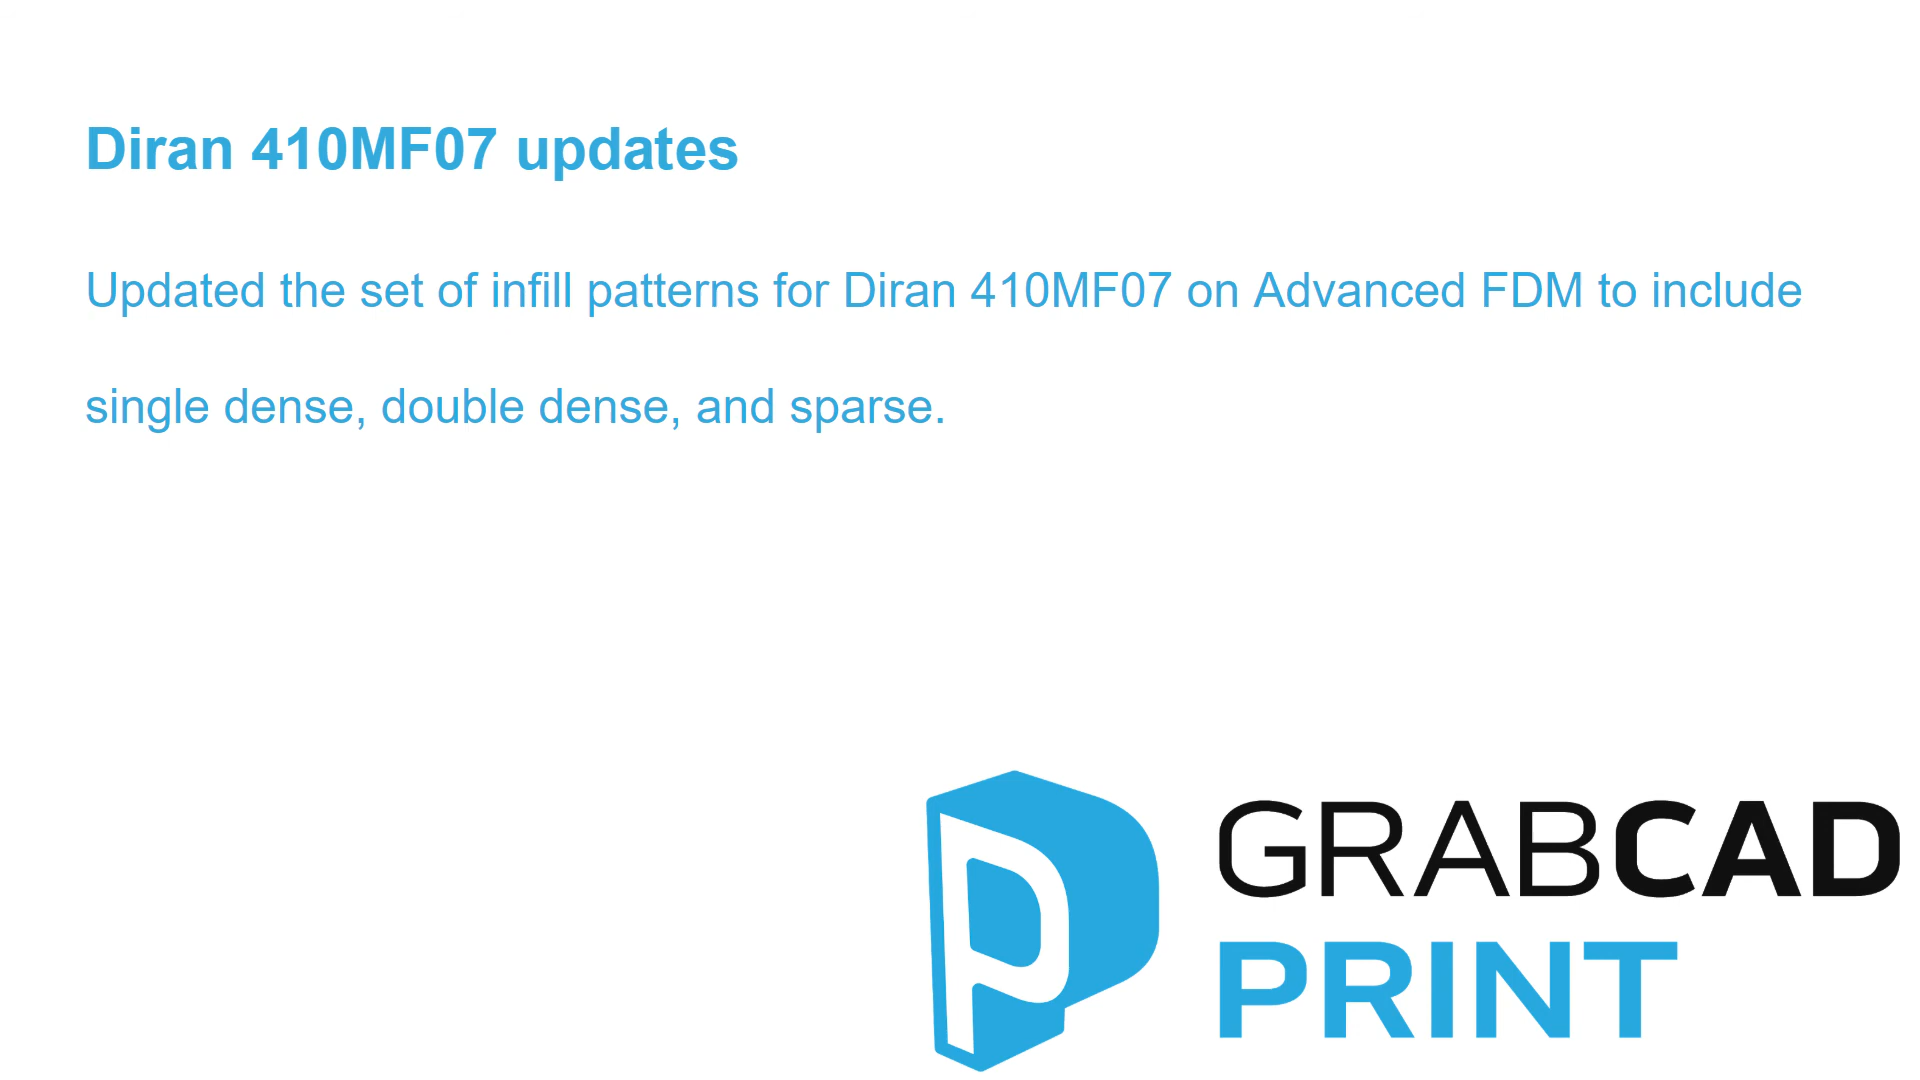 Diran 410MF07 updates
Updated the set of infill patterns for Diran 410MF07 on Advanced FDM to include
single dense, double dense, and sparse.
GRABCAD
PRINT